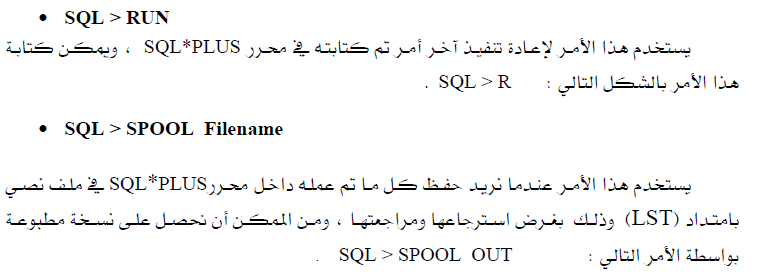 • SQL > RUN
يستخدم هذا الأمر لإعادة تنفيذ آخر أمر تم كتابته في محرر SQL*PLUS ، ويمكن كتابة
هذا الأمر بالشكل التالي : SQL > R .
• SQL > SPOOL Filename
يستخدم هذا الأمر عندما نريد حفظ كل ما تم عمله داخل محررSQL*PLUS في ملف نصي
بامتداد (LST) وذلك بغرض استرجاعها ومراجعتها ، ومن الممكن أن نحصل على نسخة مطبوعة
بواسطة الأمر التالي : SQL > SPOOL OUT .